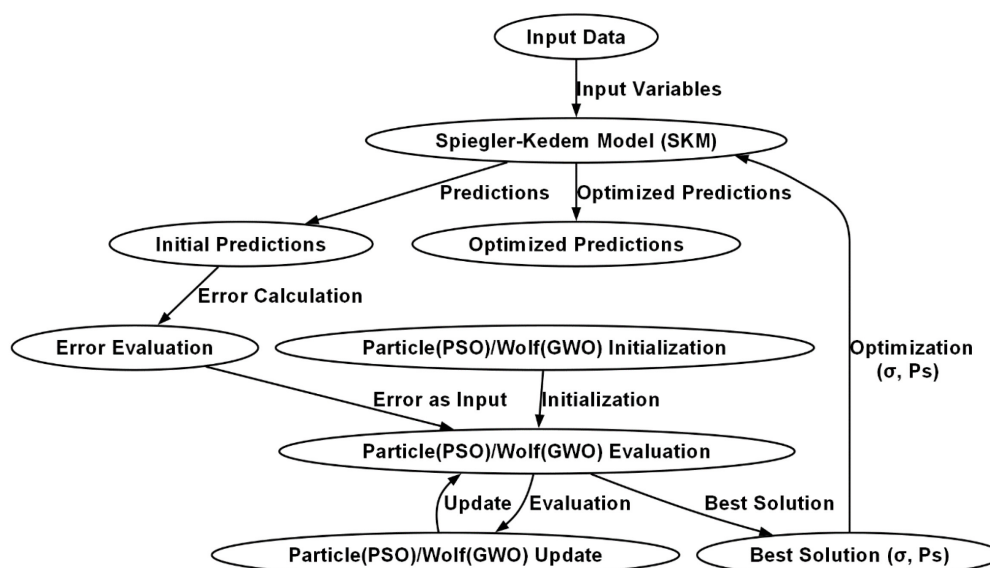 Input Data
Input Variables
Spiegler-Kedem Model (SKM)
Predictions
Optimized Predictions
Initial Predictions
Optimized Predictions
Error Calculation
Error Evaluation
Particle(PSO)/Wolf(GWO) Initialization
Optimization
(σ, Ps)
Error as Input
Initialization
Particle(PSO)/Wolf(GWO) Evaluation
Update
Evaluation
Best Solution
Particle(PSO)/Wolf(GWO) Update
Best Solution (σ, Ps)